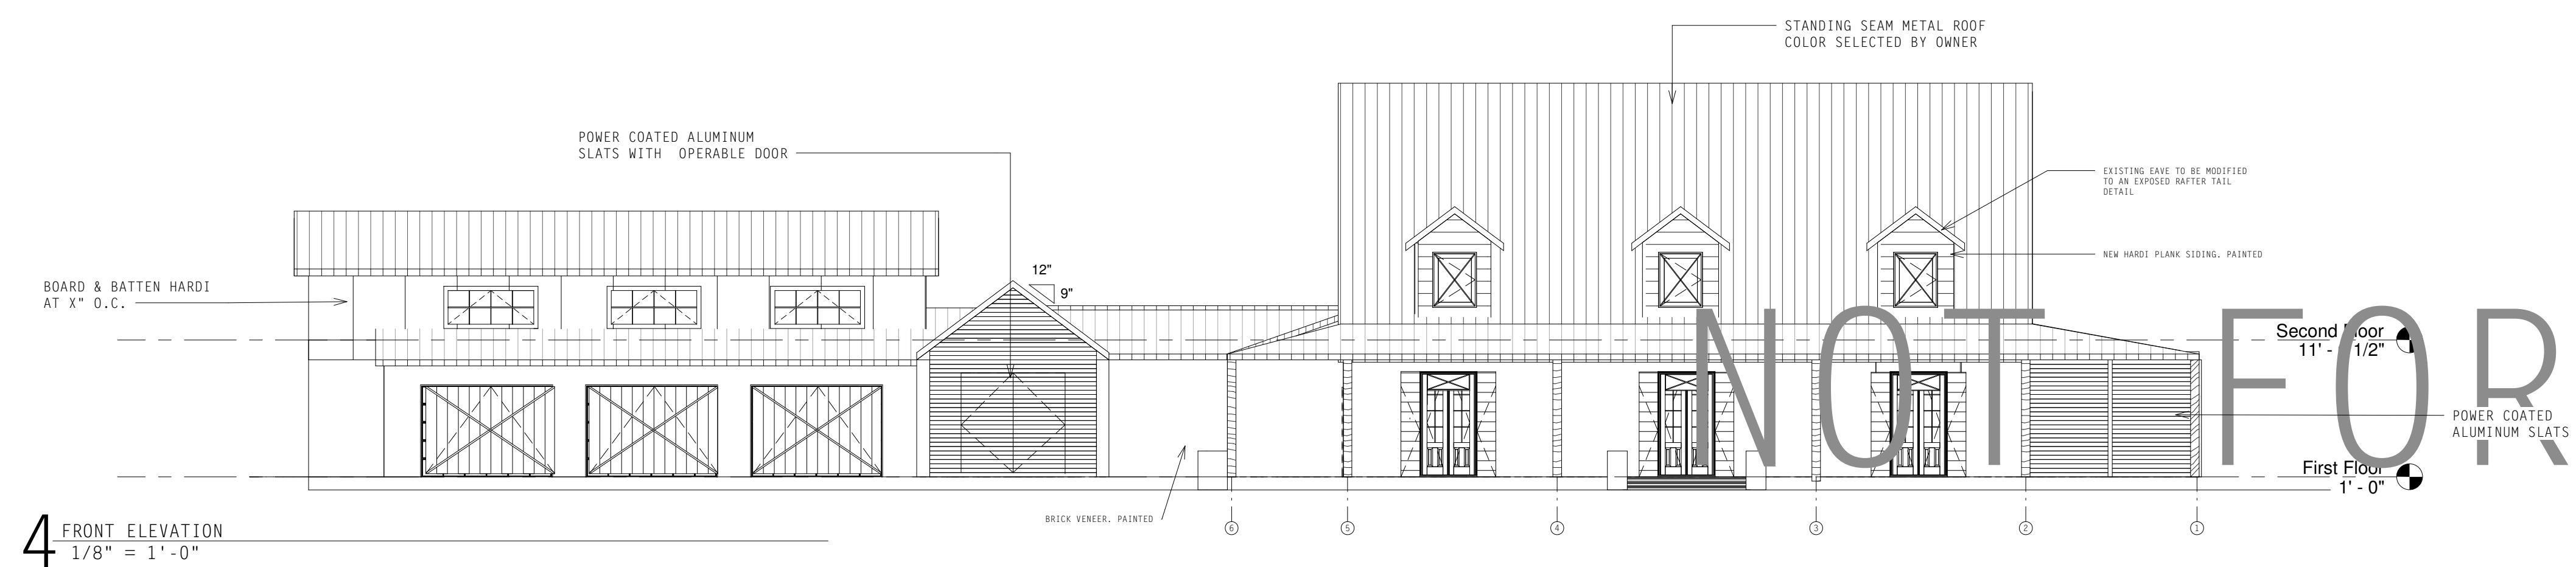 STANDING SEAM METAL ROOF
COLOR SELECTED BY OWNER
POWER COATED ALUMINUM
SLATS WITH OPERABLE DOOR
EXISTING EAVE TO BE MODIFIED
TO AN EXPOSED RAFTER TAIL
DETAIL
NEW HARDI PLANK SIDING, PAINTED
12"
9"
BOARD & BATTEN HARDI
AT X" O.C.
NOT FOR
Second Floor
11' - 1/2"
POWER COATED
ALUMINUM SLATS
First Floor
1' - 0"
BRICK VENEER, PAINTED
6 5 4 3 2 1
4 FRONT ELEVATION
1/8" = 1'-0"